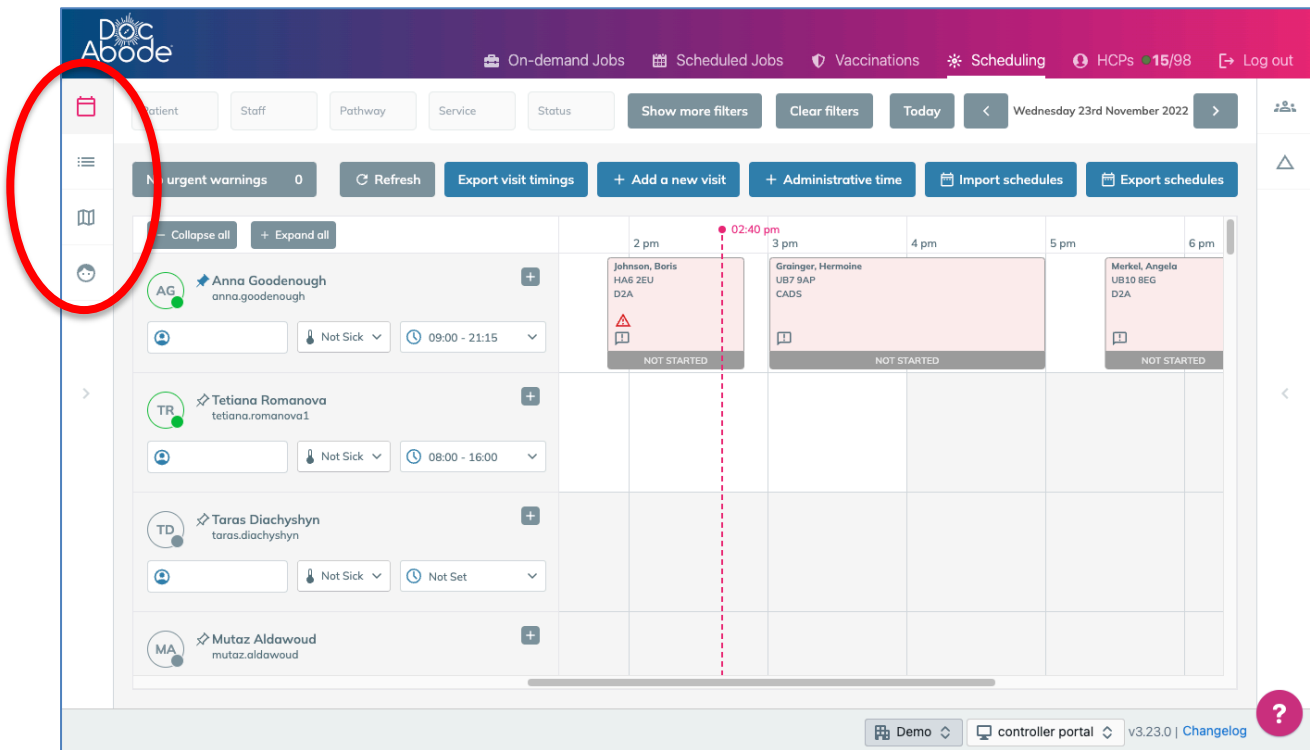 Doc
Abode
On-demand Jobs
Scheduled Jobs
Vaccinations
Scheduling
HCPs 15/98
Log out
Patient
Staff
Pathway
Service
Status
Show more filters
Clear filters
Today
Wednesday 23rd November 2022
No urgent warnings 0
Refresh
Export visit timings
+ Add a new visit
+ Administrative time
Import schedules
Export schedules
− Collapse all
+ Expand all
02:40 pm
2 pm
3 pm
4 pm
5 pm
6 pm
AG
Anna Goodenough
anna.goodenough
Not Sick
09:00 - 21:15
Johnson, Boris
HA6 2EU
D2A
NOT STARTED
Grainger, Hermoine
UB7 9AP
CADS
NOT STARTED
Merkel, Angela
UB10 8EG
D2A
NOT STARTED
TR
Tetiana Romanova
tetiana.romanova1
Not Sick
08:00 - 16:00
TD
Taras Diachyshyn
taras.diachyshyn
Not Sick
Not Set
MA
Mutaz Aldawoud
mutaz.aldawoud
?
Demo
controller portal
v3.23.0 | Changelog